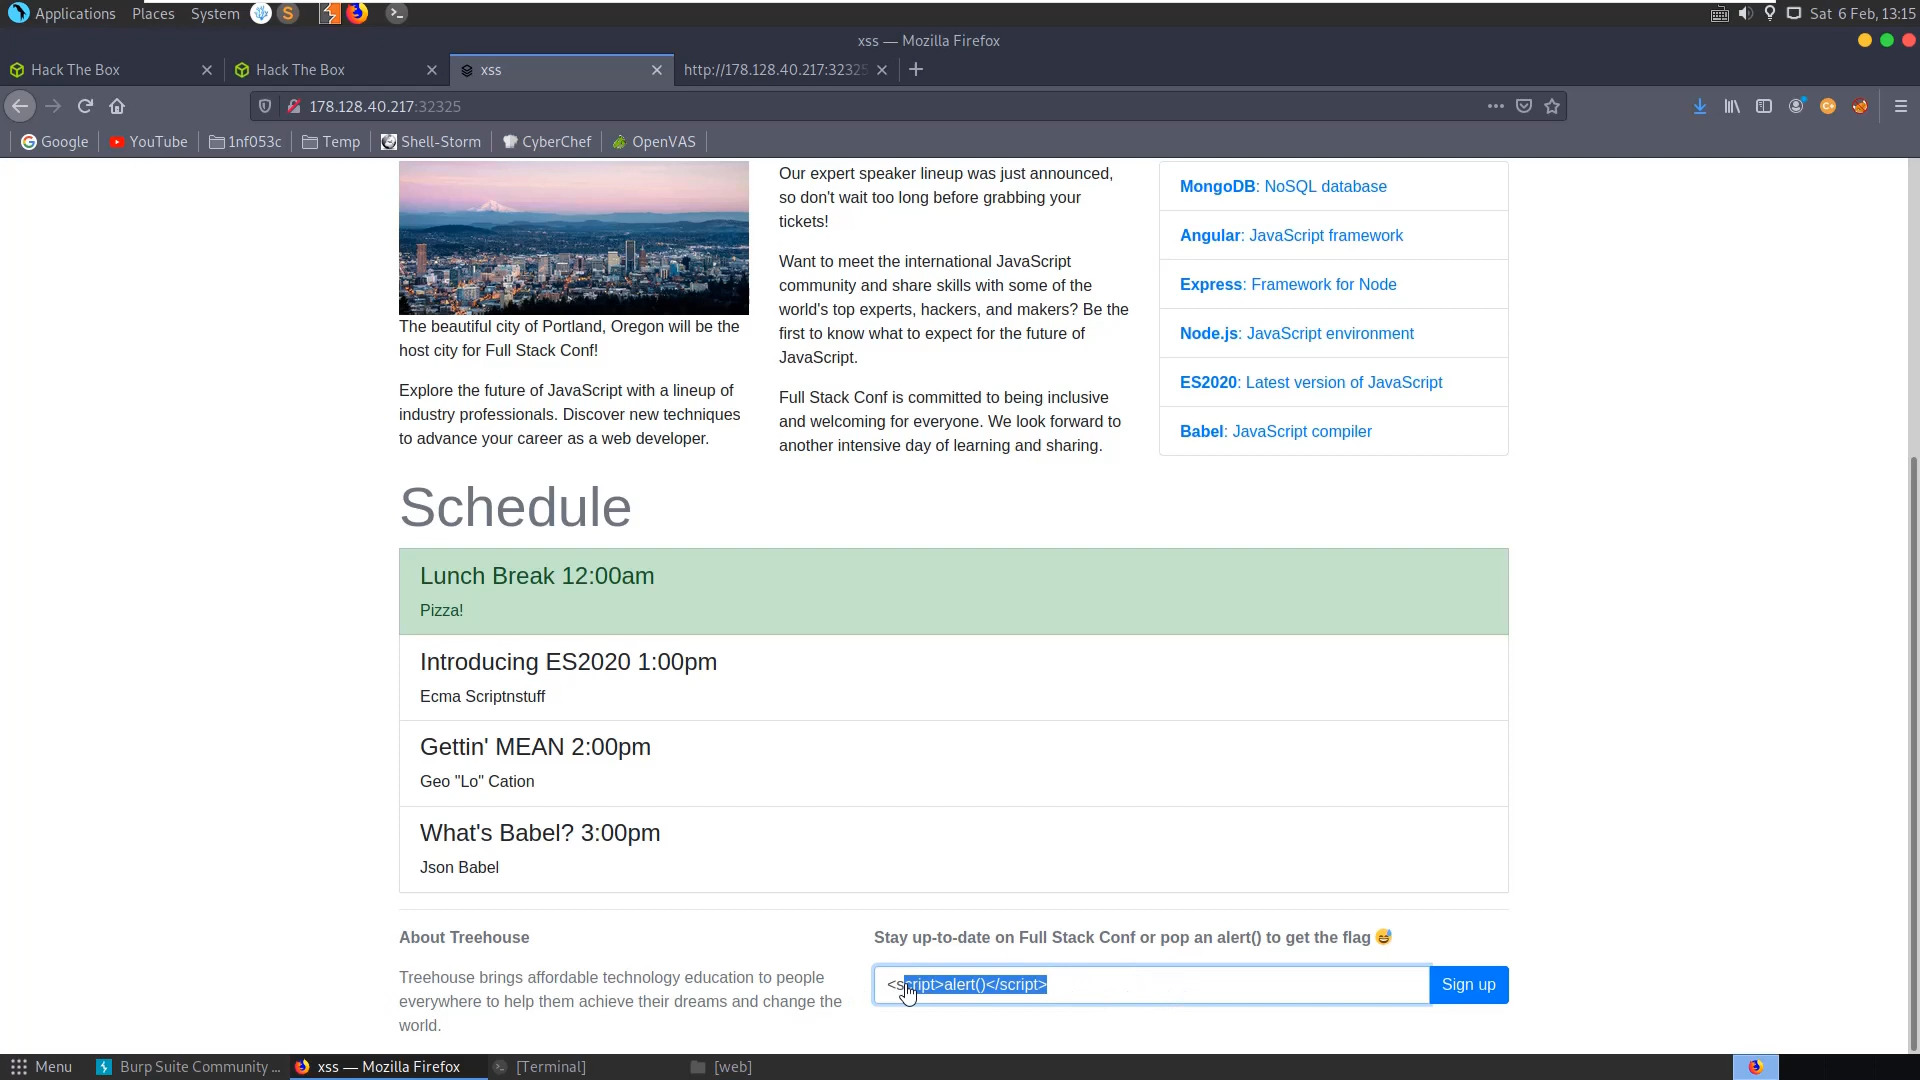 Applications Places System S Sat 6 Feb, 13:15
xss — Mozilla Firefox
Hack The Box Hack The Box xss http://178.128.40.217:32325
178.128.40.217:32325
Google YouTube 1nf053c Temp Shell-Storm CyberChef OpenVAS
The beautiful city of Portland, Oregon will be the
host city for Full Stack Conf!
Explore the future of JavaScript with a lineup of
industry professionals. Discover new techniques
to advance your career as a web developer.
Our expert speaker lineup was just announced,
so don't wait too long before grabbing your
tickets!
Want to meet the international JavaScript
community and share skills with some of the
world's top experts, hackers, and makers? Be the
first to know what to expect for the future of
JavaScript.
Full Stack Conf is committed to being inclusive
and welcoming for everyone. We look forward to
another intensive day of learning and sharing.
MongoDB: NoSQL database
Angular: JavaScript framework
Express: Framework for Node
Node.js: JavaScript environment
ES2020: Latest version of JavaScript
Babel: JavaScript compiler
Schedule
Lunch Break 12:00am
Pizza!
Introducing ES2020 1:00pm
Ecma Scriptnstuff
Gettin' MEAN 2:00pm
Geo "Lo" Cation
What's Babel? 3:00pm
Json Babel
About Treehouse
Treehouse brings affordable technology education to people
everywhere to help them achieve their dreams and change the
world.
Stay up-to-date on Full Stack Conf or pop an alert() to get the flag 😅
<script>alert()</script> Sign up
Menu Burp Suite Community ... xss — Mozilla Firefox [Terminal] [web]